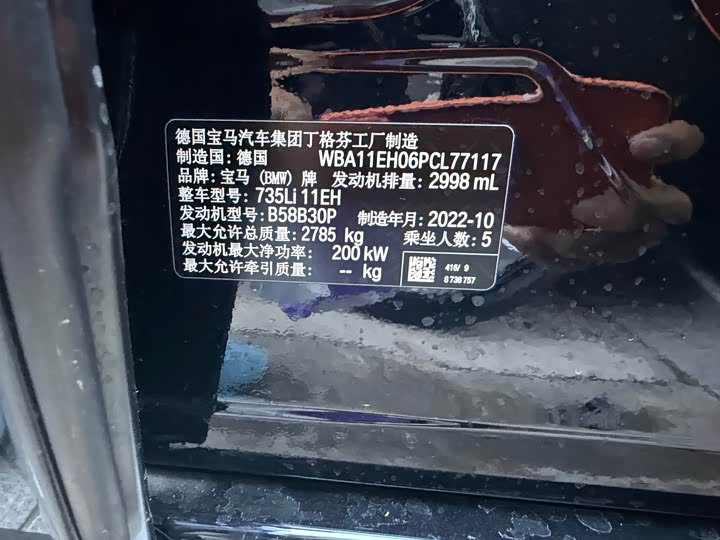 德国宝马汽车集团丁格芬工厂制造
制造国: 德国 WBA11EH06PCL77117
品牌: 宝马 (BMW) 牌 发动机排量: 2998 mL
整车型号: 735Li 11EH
发动机型号: B58B30P 制造年月: 2022-10
最大允许总质量: 2785 kg 乘坐人数: 5
发动机最大净功率: 200 kW
最大允许牵引质量: -- kg
416/ 9
8 736 757